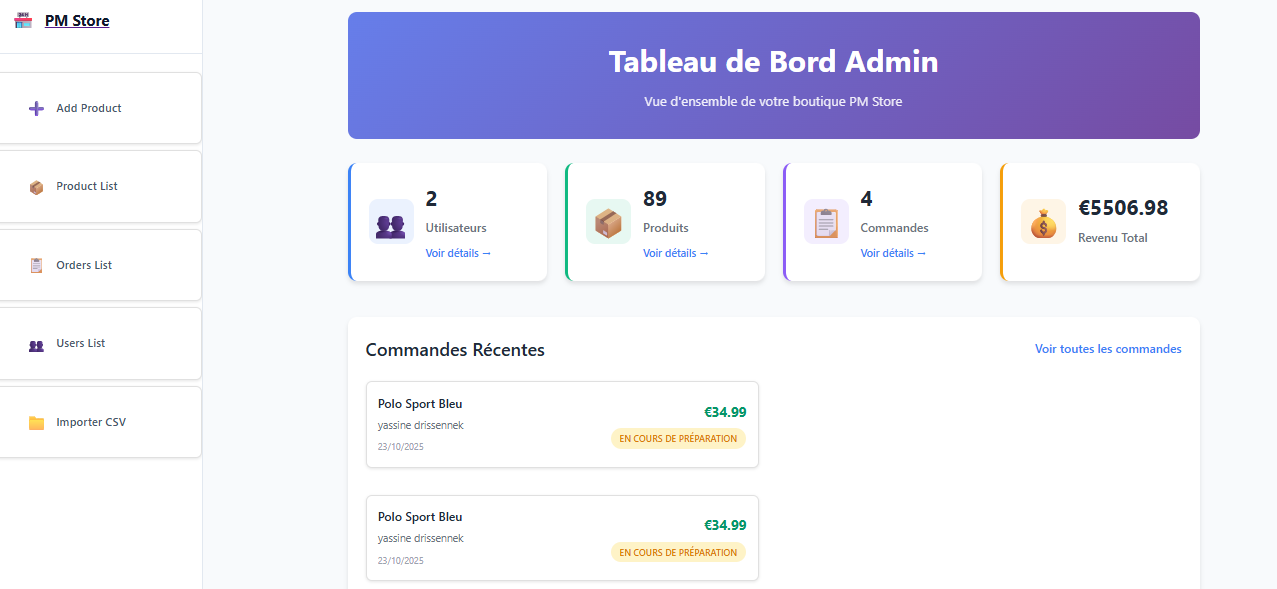 PM Store
Add Product
Product List
Orders List
Users List
Importer CSV
Tableau de Bord Admin
Vue d'ensemble de votre boutique PM Store
2
Utilisateurs
Voir détails →
89
Produits
Voir détails →
4
Commandes
Voir détails →
€5506.98
Revenu Total
Commandes Récentes
Voir toutes les commandes
Polo Sport Bleu
yassine drissennek
23/10/2025
€34.99
EN COURS DE PRÉPARATION
Polo Sport Bleu
yassine drissennek
23/10/2025
€34.99
EN COURS DE PRÉPARATION